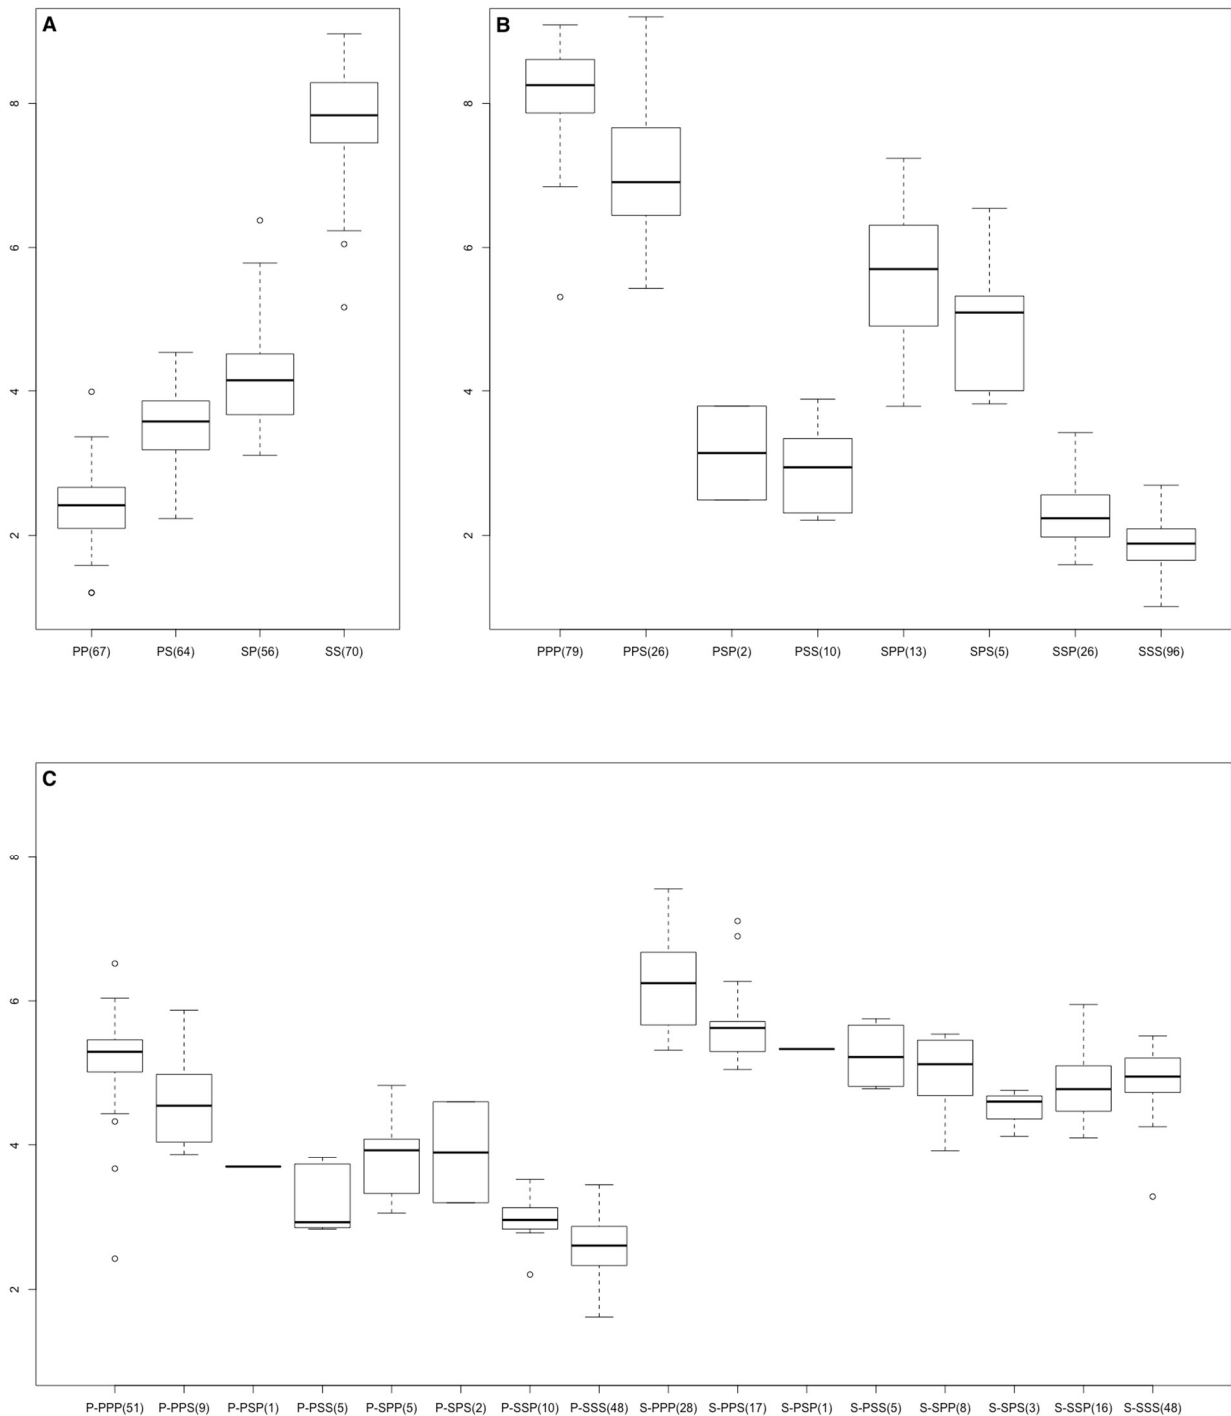 A
B
8
6
4
2
8
6
4
2
PP(67) PS(64) SP(56) SS(70)
PPP(79) PPS(26) PSP(2) PSS(10) SPP(13) SPS(5) SSP(26) SSS(96)
C
8
6
4
2
P-PPP(51) P-PPS(9) P-PSP(1) P-PSS(5) P-SPP(5) P-SPS(2) P-SSP(10) P-SSS(48) S-PPP(28) S-PPS(17) S-PSP(1) S-PSS(5) S-SPP(8) S-SPS(3) S-SSP(16) S-SSS(48)